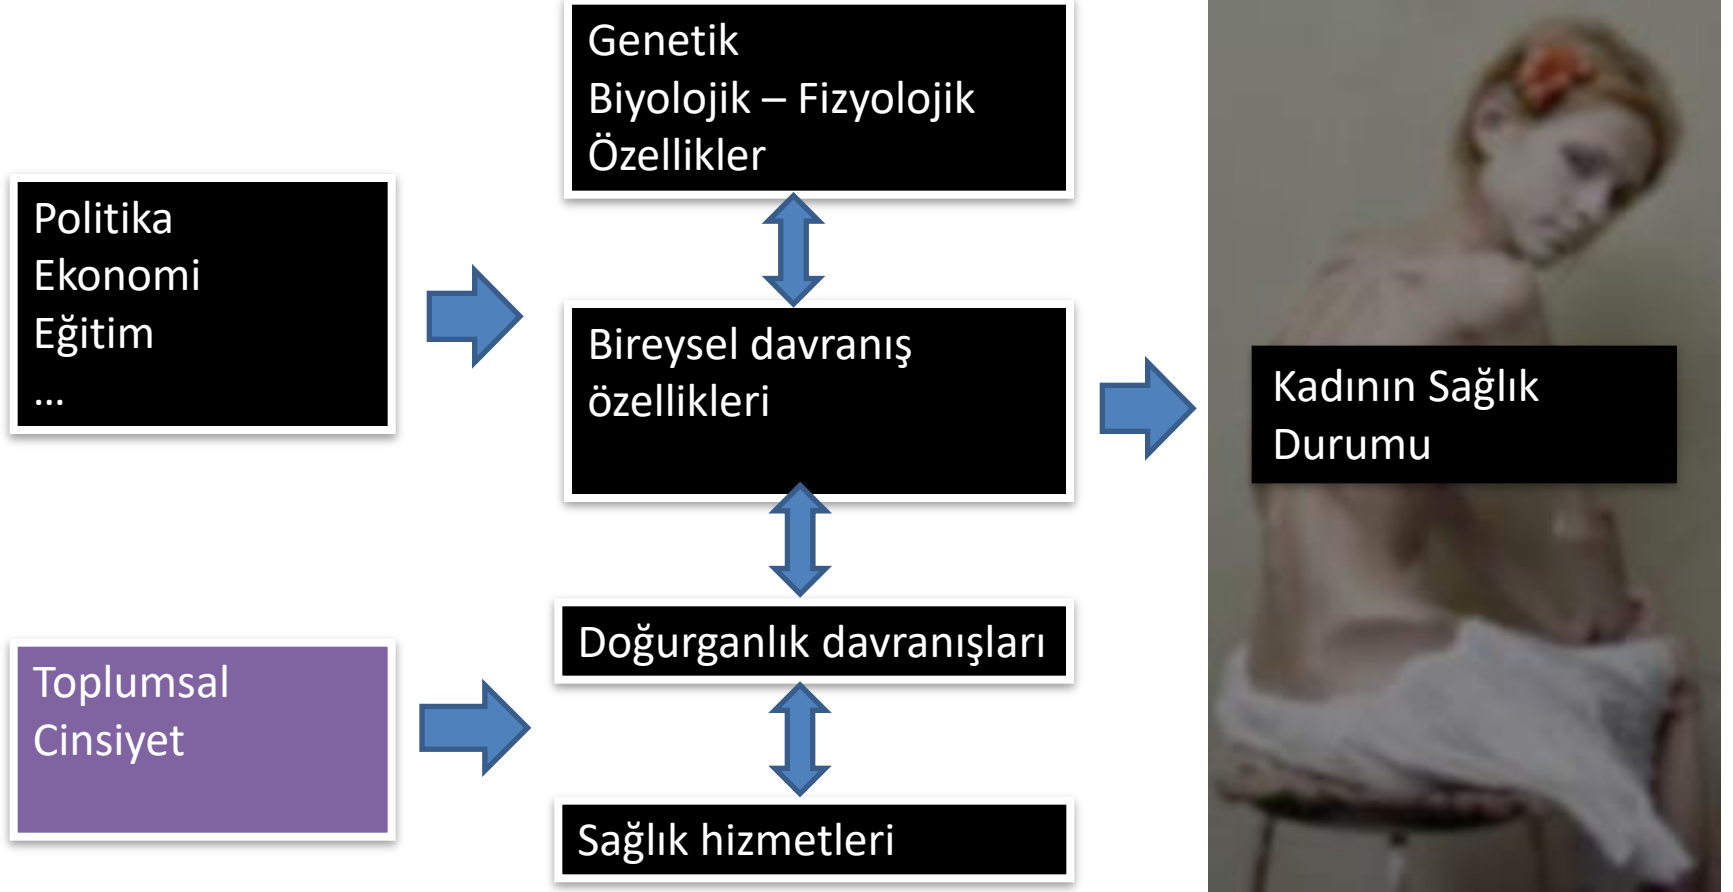 Genetik
Biyolojik – Fizyolojik
Özellikler
Politika
Ekonomi
Eğitim
...
Bireysel davranış
özellikleri
Kadının Sağlık
Durumu
Doğurganlık davranışları
Toplumsal
Cinsiyet
Sağlık hizmetleri